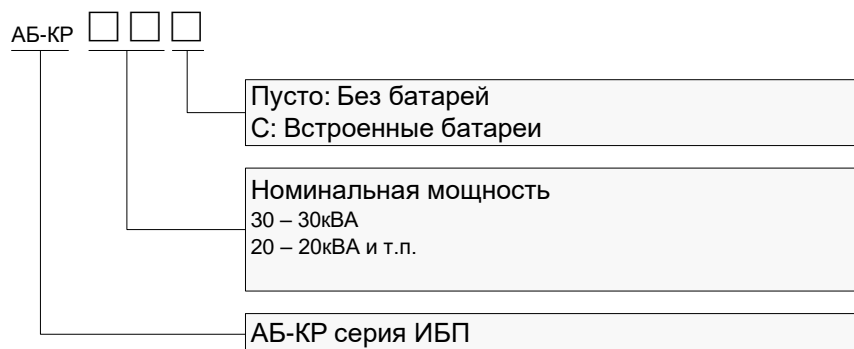 АБ-КР
Пусто: Без батарей
С: Встроенные батареи
Номинальная мощность
30 – 30кВА
20 – 20кВА и т.п.
АБ-КР серия ИБП